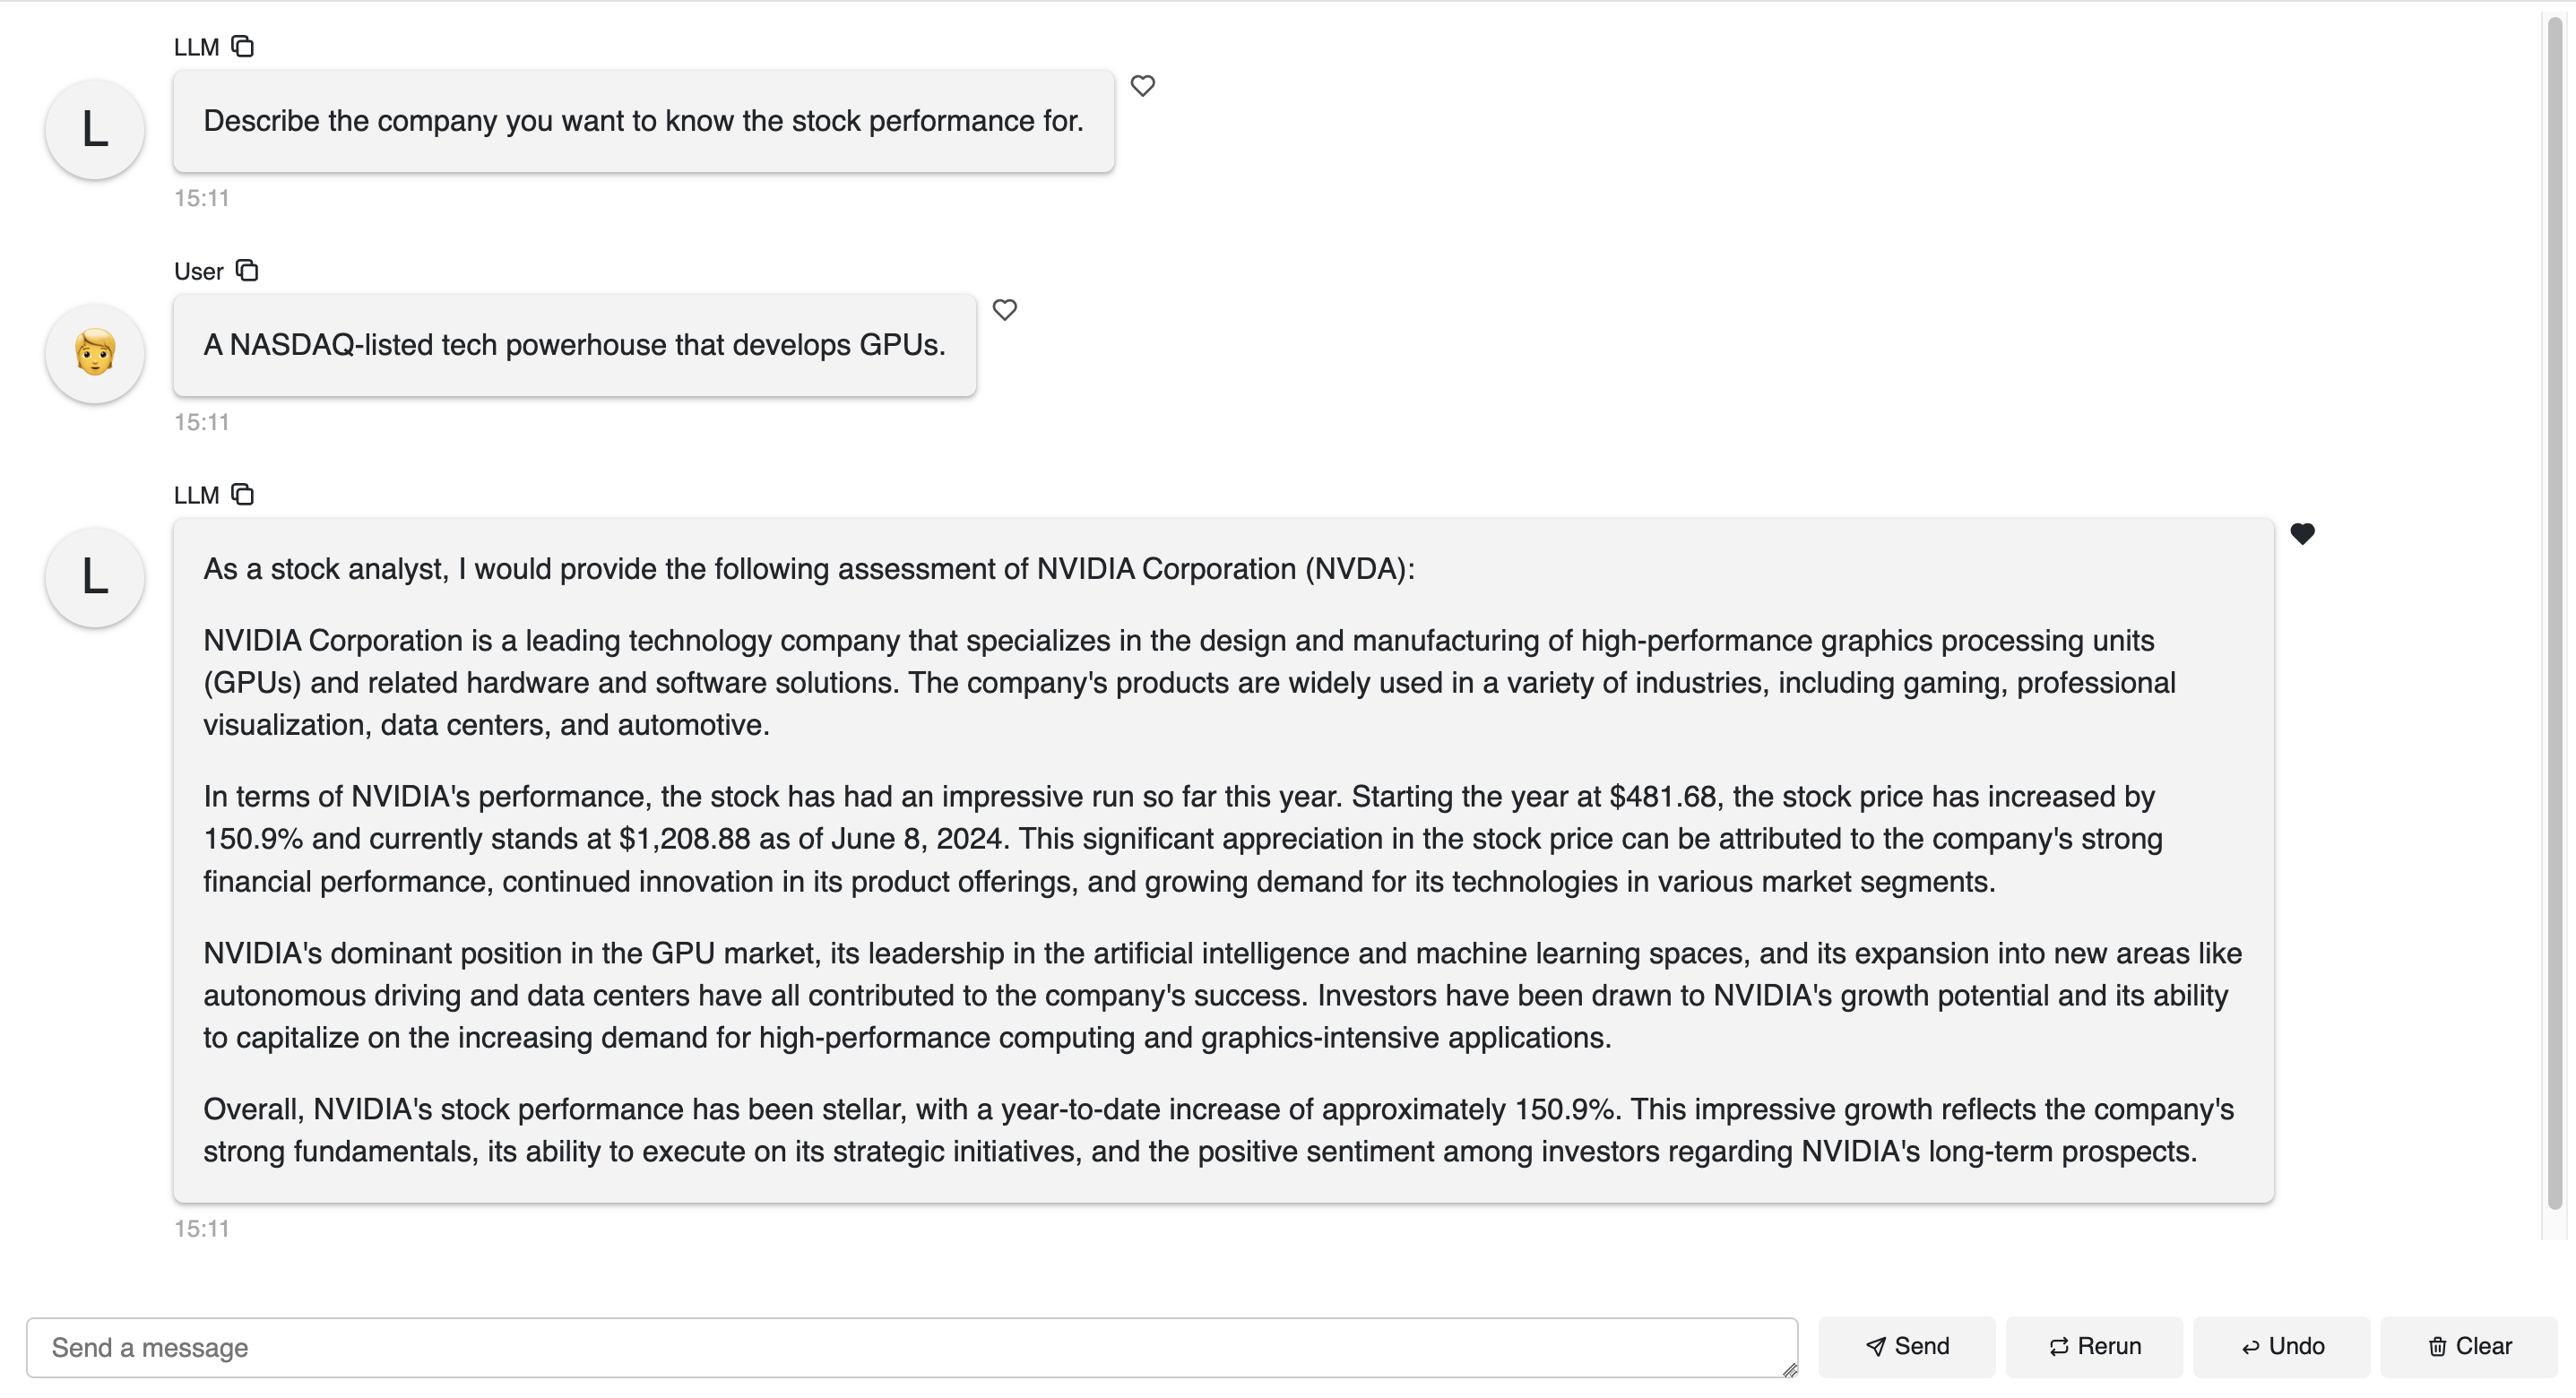 LLM
L
Describe the company you want to know the stock performance for.
15:11
User
A NASDAQ-listed tech powerhouse that develops GPUs.
15:11
LLM
L
As a stock analyst, I would provide the following assessment of NVIDIA Corporation (NVDA):
NVIDIA Corporation is a leading technology company that specializes in the design and manufacturing of high-performance graphics processing units
(GPUs) and related hardware and software solutions. The company's products are widely used in a variety of industries, including gaming, professional
visualization, data centers, and automotive.
In terms of NVIDIA's performance, the stock has had an impressive run so far this year. Starting the year at $481.68, the stock price has increased by
150.9% and currently stands at $1,208.88 as of June 8, 2024. This significant appreciation in the stock price can be attributed to the company's strong
financial performance, continued innovation in its product offerings, and growing demand for its technologies in various market segments.
NVIDIA's dominant position in the GPU market, its leadership in the artificial intelligence and machine learning spaces, and its expansion into new areas like
autonomous driving and data centers have all contributed to the company's success. Investors have been drawn to NVIDIA's growth potential and its ability
to capitalize on the increasing demand for high-performance computing and graphics-intensive applications.
Overall, NVIDIA's stock performance has been stellar, with a year-to-date increase of approximately 150.9%. This impressive growth reflects the company's
strong fundamentals, its ability to execute on its strategic initiatives, and the positive sentiment among investors regarding NVIDIA's long-term prospects.
15:11
Send a message
Send
Rerun
Undo
Clear